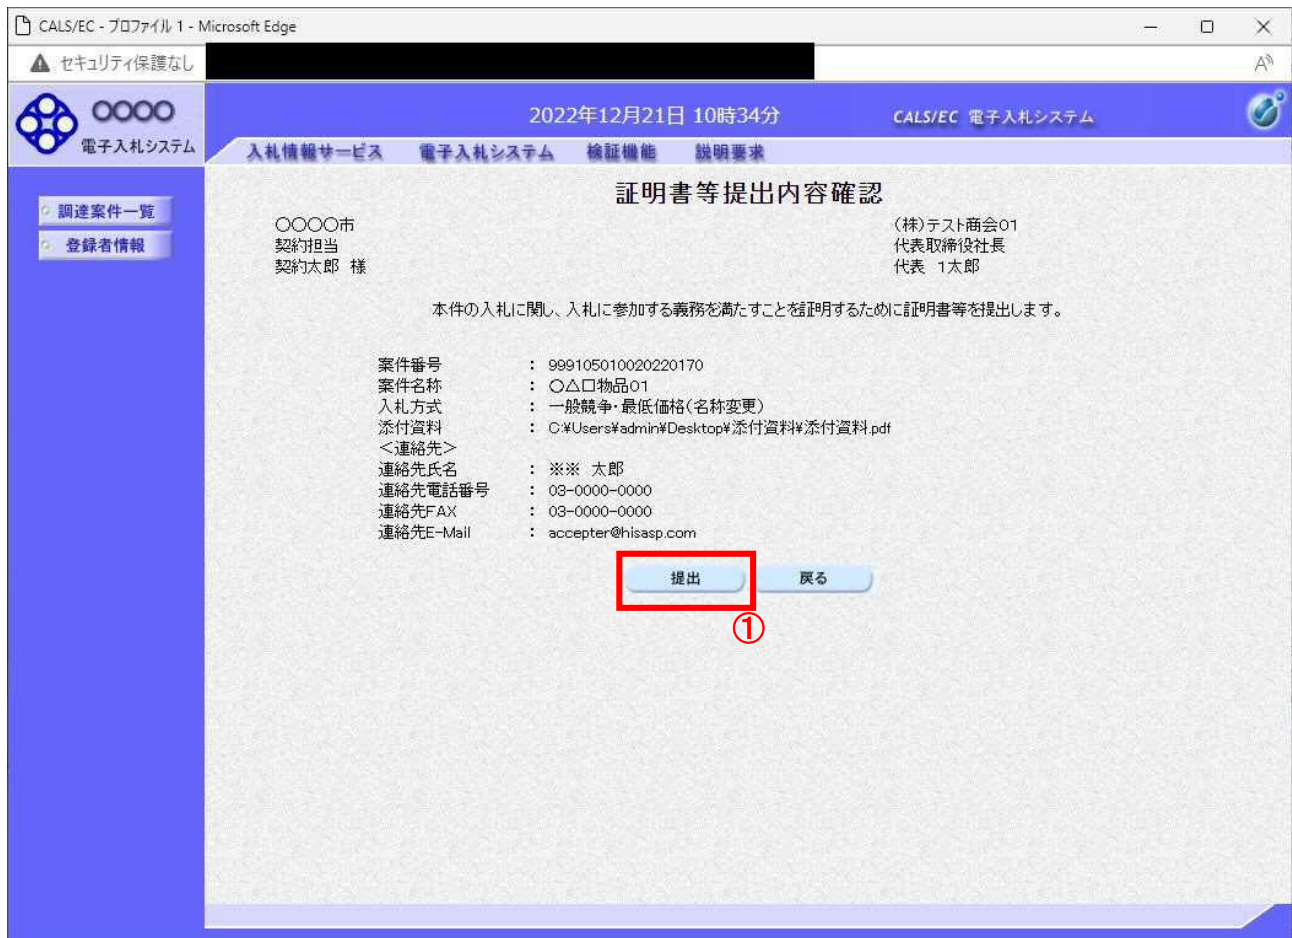 CALS/EC - プロファイル 1 - Microsoft Edge
セキュリティ保護なし
〇〇〇〇
電子入札システム
2022年12月21日 10時34分
CALS/EC 電子入札システム
入札情報サービス 電子入札システム 検証機能 説明要求
調達案件一覧
登録者情報
証明書等提出内容確認
〇〇〇〇市
契約担当
契約太郎 様
(株)テスト商会01
代表取締役社長
代表 1太郎
本件の入札に関し、入札に参加する義務を満たすことを証明するために証明書等を提出します。
案件番号 : 999105010020220170
案件名称 : 〇△口物品01
入札方式 : 一般競争・最低価格(名称変更)
添付資料 : C:¥Users¥admin¥Desktop¥添付資料¥添付資料.pdf
<連絡先>
連絡先氏名 : ※※ 太郎
連絡先電話番号 : 03-0000-0000
連絡先FAX : 03-0000-0000
連絡先E-Mail : accepter@hisasp.com
提出 戻る
①